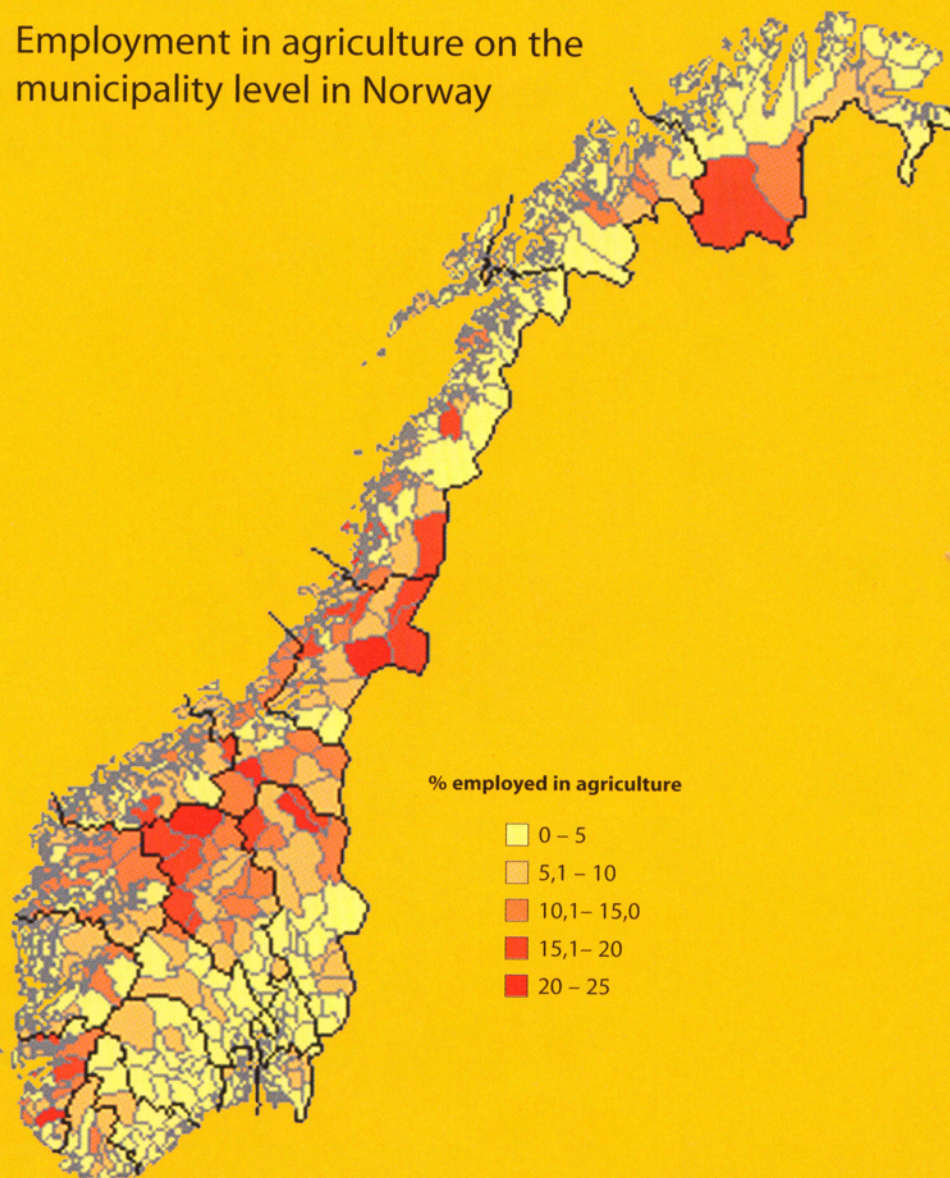 Employment in agriculture on the
municipality level in Norway
% employed in agriculture
0 – 5
5,1 – 10
10,1– 15,0
15,1– 20
20 – 25